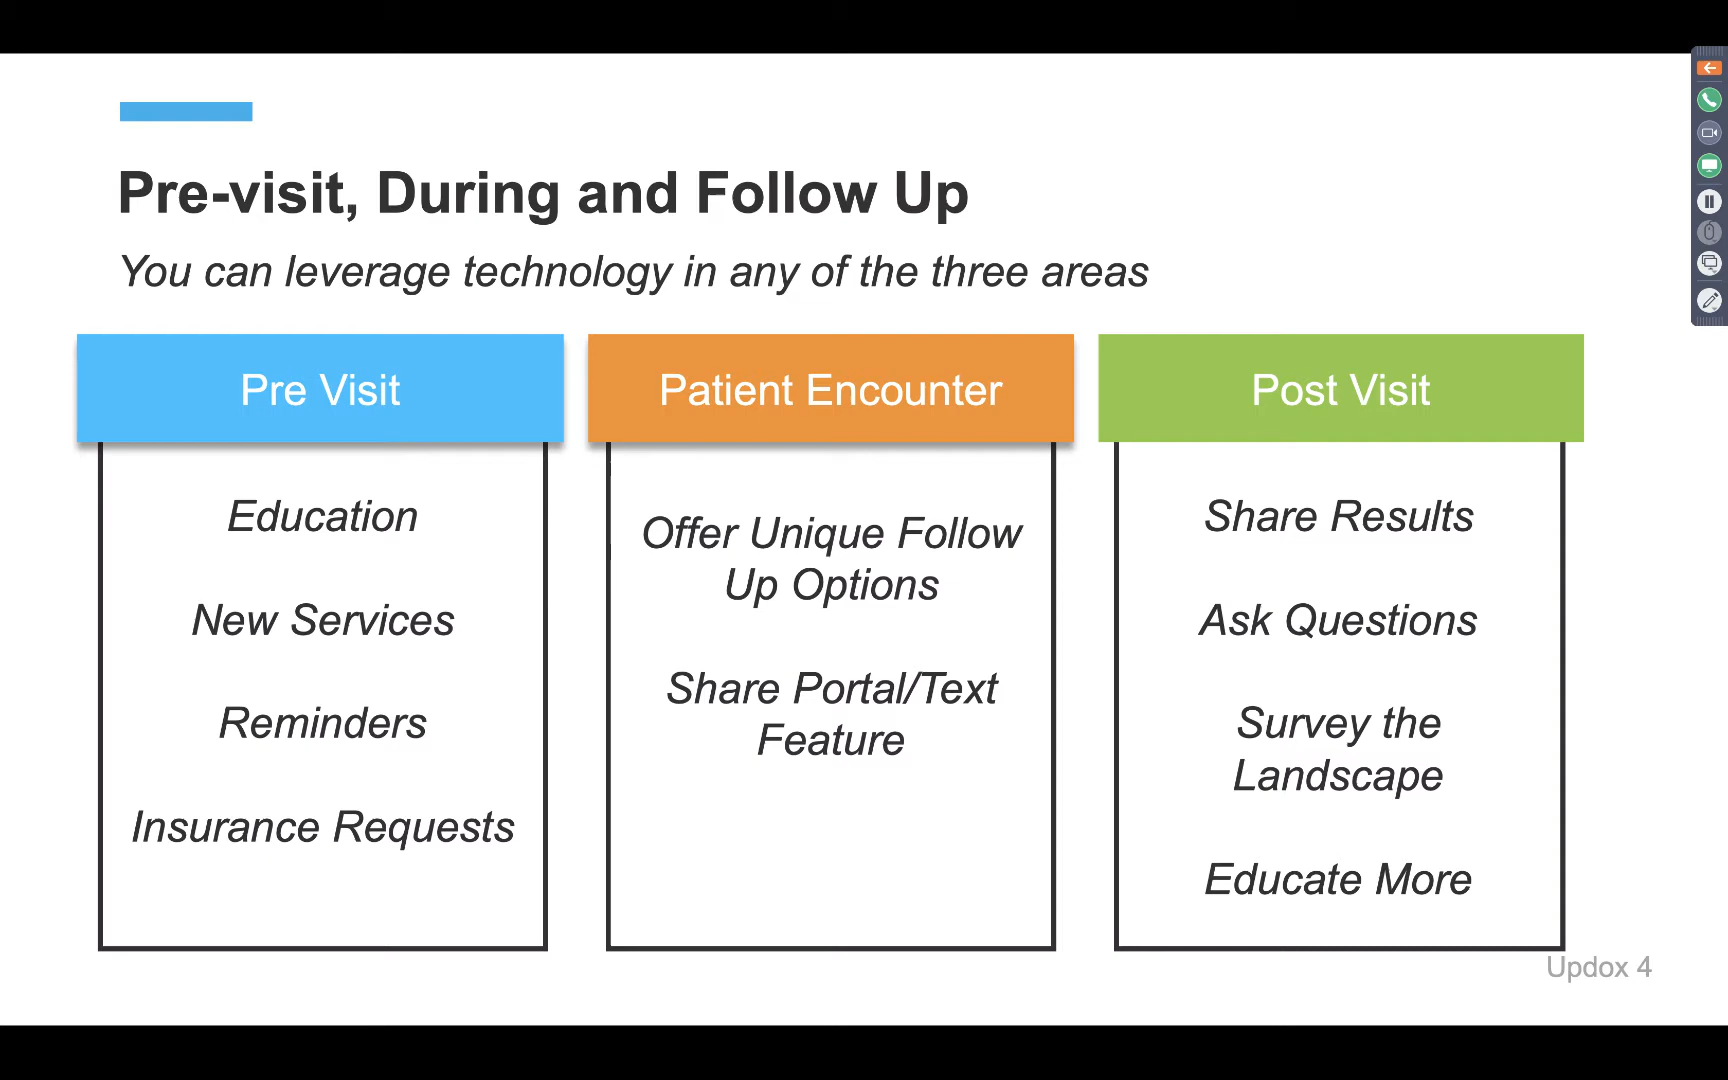 Pre-visit, During and Follow Up
You can leverage technology in any of the three areas
Pre Visit
Education
New Services
Reminders
Insurance Requests
Patient Encounter
Offer Unique Follow
Up Options
Share Portal/Text
Feature
Post Visit
Share Results
Ask Questions
Survey the
Landscape
Educate More
Updox 4